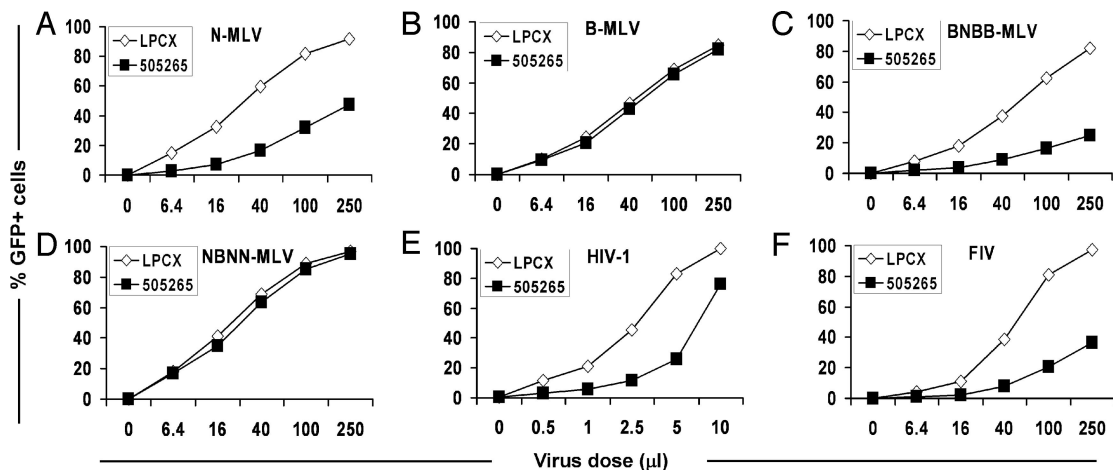 A
N-MLV
LPCX
505265
100
80
60
40
20
0
0 6.4 16 40 100 250
B
B-MLV
LPCX
505265
100
80
60
40
20
0
0 6.4 16 40 100 250
C
BNBB-MLV
LPCX
505265
100
80
60
40
20
0
0 6.4 16 40 100 250
D
NBNN-MLV
LPCX
505265
100
80
60
40
20
0
0 6.4 16 40 100 250
E
HIV-1
LPCX
505265
100
80
60
40
20
0
0 0.5 1 2.5 5 10
F
FIV
LPCX
505265
100
80
60
40
20
0
0 6.4 16 40 100 250
% GFP+ cells
Virus dose (µl)